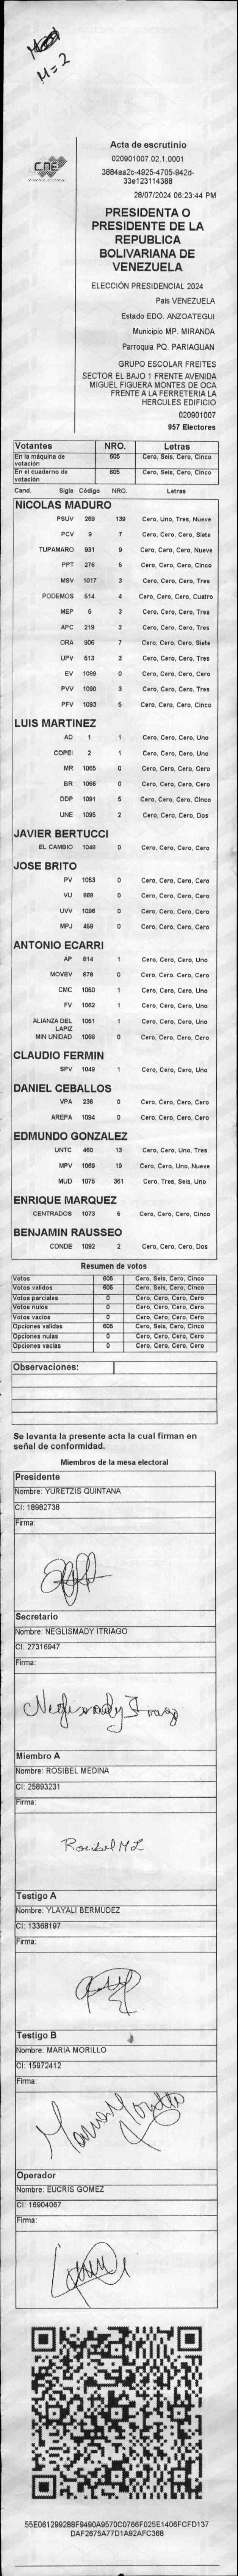 M=2
CNE
Acta de escrutinio
020901007.02.1.0001
3884aa2c-4925-4705-942d-
33e123114388
28/07/2024 06:23:44 PM
PRESIDENTA O
PRESIDENTE DE LA
REPUBLICA
BOLIVARIANA DE
VENEZUELA
ELECCIÓN PRESIDENCIAL 2024
Pais VENEZUELA
Estado EDO. ANZOATEGUI
Municipio MP. MIRANDA
Parroquia PQ. PARIAGUAN
GRUPO ESCOLAR FREITES
SECTOR EL BAJO 1 FRENTE AVENIDA
MIGUEL FIGUERA MONTES DE OCA
FRENTE A LA FERRETERIA LA
HERCULES EDIFICIO
020901007
957 Electores
Votantes NRO. Letras
En la máquina de votación 605 Cero, Seis, Cero, Cinco
En el cuaderno de votación 605 Cero, Seis, Cero, Cinco
Cand. Sigla Código NRO. Letras
NICOLAS MADURO
PSUV 269 139 Cero, Uno, Tres, Nueve
PCV 9 7 Cero, Cero, Cero, Siete
TUPAMARO 931 9 Cero, Cero, Cero, Nueve
PPT 276 5 Cero, Cero, Cero, Cinco
MSV 1017 3 Cero, Cero, Cero, Tres
PODEMOS 514 4 Cero, Cero, Cero, Cuatro
MEP 6 3 Cero, Cero, Cero, Tres
APC 219 3 Cero, Cero, Cero, Tres
ORA 906 7 Cero, Cero, Cero, Siete
UPV 513 3 Cero, Cero, Cero, Tres
EV 1089 0 Cero, Cero, Cero, Cero
PVV 1090 3 Cero, Cero, Cero, Tres
PFV 1093 5 Cero, Cero, Cero, Cinco
LUIS MARTINEZ
AD 1 1 Cero, Cero, Cero, Uno
COPEI 2 1 Cero, Cero, Cero, Uno
MR 1065 0 Cero, Cero, Cero, Cero
BR 1066 0 Cero, Cero, Cero, Cero
DDP 1091 5 Cero, Cero, Cero, Cinco
UNE 1095 2 Cero, Cero, Cero, Dos
JAVIER BERTUCCI
EL CAMBIO 1048 0 Cero, Cero, Cero, Cero
JOSE BRITO
PV 1053 0 Cero, Cero, Cero, Cero
VU 868 0 Cero, Cero, Cero, Cero
UVV 1096 0 Cero, Cero, Cero, Cero
MPJ 459 0 Cero, Cero, Cero, Cero
ANTONIO ECARRI
AP 614 1 Cero, Cero, Cero, Uno
MOVEV 878 0 Cero, Cero, Cero, Cero
CMC 1050 1 Cero, Cero, Cero, Uno
FV 1062 1 Cero, Cero, Cero, Uno
ALIANZA DEL LAPIZ 1051 1 Cero, Cero, Cero, Uno
MIN UNIDAD 1068 0 Cero, Cero, Cero, Cero
CLAUDIO FERMIN
SPV 1049 1 Cero, Cero, Cero, Uno
DANIEL CEBALLOS
VPA 236 0 Cero, Cero, Cero, Cero
AREPA 1094 0 Cero, Cero, Cero, Cero
EDMUNDO GONZALEZ
UNTC 460 13 Cero, Cero, Uno, Tres
MPV 1069 19 Cero, Cero, Uno, Nueve
MUD 1075 361 Cero, Tres, Seis, Uno
ENRIQUE MARQUEZ
CENTRADOS 1073 5 Cero, Cero, Cero, Cinco
BENJAMIN RAUSSEO
CONDE 1092 2 Cero, Cero, Cero, Dos
Resumen de votos
Votos 605 Cero, Seis, Cero, Cinco
Votos validos 605 Cero, Seis, Cero, Cinco
Votos parciales 0 Cero, Cero, Cero, Cero
Votos nulos 0 Cero, Cero, Cero, Cero
Votos vacios 0 Cero, Cero, Cero, Cero
Opciones validas 605 Cero, Seis, Cero, Cinco
Opciones nulas 0 Cero, Cero, Cero, Cero
Opciones vacias 0 Cero, Cero, Cero, Cero
Observaciones:
Se levanta la presente acta la cual firman en
señal de conformidad.
Miembros de la mesa electoral
Presidente
Nombre: YURETZIS QUINTANA
CI: 18982738
Firma:
Secretario
Nombre: NEGLISMADY ITRIAGO
CI: 27316947
Firma:
Neglismady Itriago
Miembro A
Nombre: ROSIBEL MEDINA
CI: 25893231
Firma:
Rosibel M L
Testigo A
Nombre: YLAYALI BERMUDEZ
CI: 13368197
Firma:
Testigo B
Nombre: MARIA MORILLO
CI: 15972412
Firma:
Maria Morillo
Operador
Nombre: EUCRIS GOMEZ
CI: 16904067
Firma:
55E0812992B8F9490A9570C0766F025E1406FCFD137
DAF2675A77D1A92AFC368